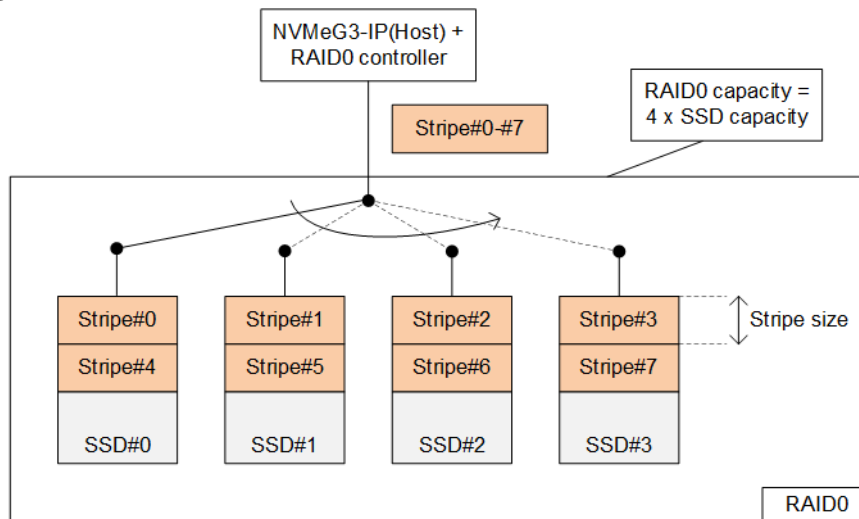 NVMeG3-IP(Host) +
RAID0 controller
RAID0 capacity =
4 x SSD capacity
Stripe#0-#7
Stripe#0
Stripe#1
Stripe#2
Stripe#3
Stripe size
Stripe#4
Stripe#5
Stripe#6
Stripe#7
SSD#0
SSD#1
SSD#2
SSD#3
RAID0